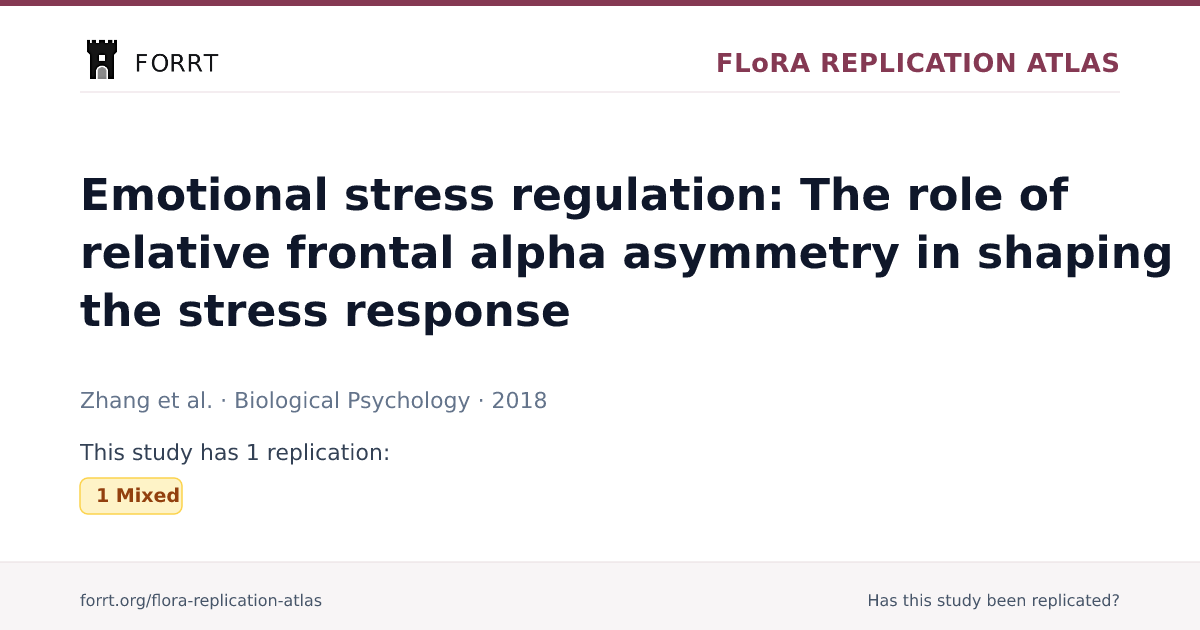 FORRT
FLoRA REPLICATION ATLAS
Emotional stress regulation: The role of
relative frontal alpha asymmetry in shaping
the stress response
Zhang et al. · Biological Psychology · 2018
This study has 1 replication:
1 Mixed
forrt.org/flora-replication-atlas
Has this study been replicated?